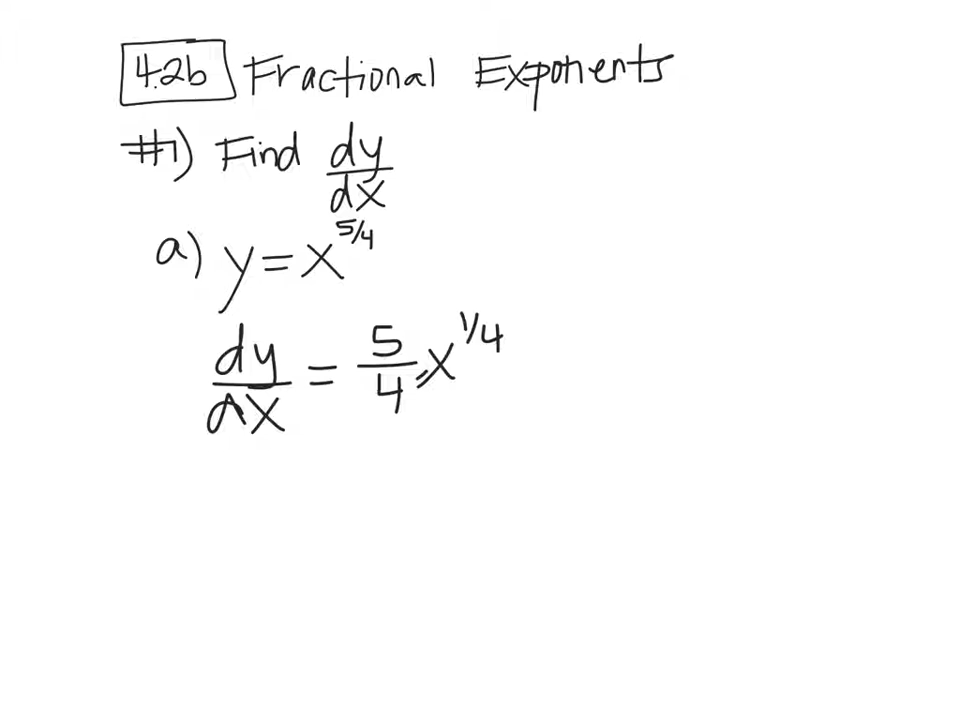 4.2b Fractional Exponents
#1) Find dy/dx
a) y = x^5/4
dy/dx = 5/4 x^1/4